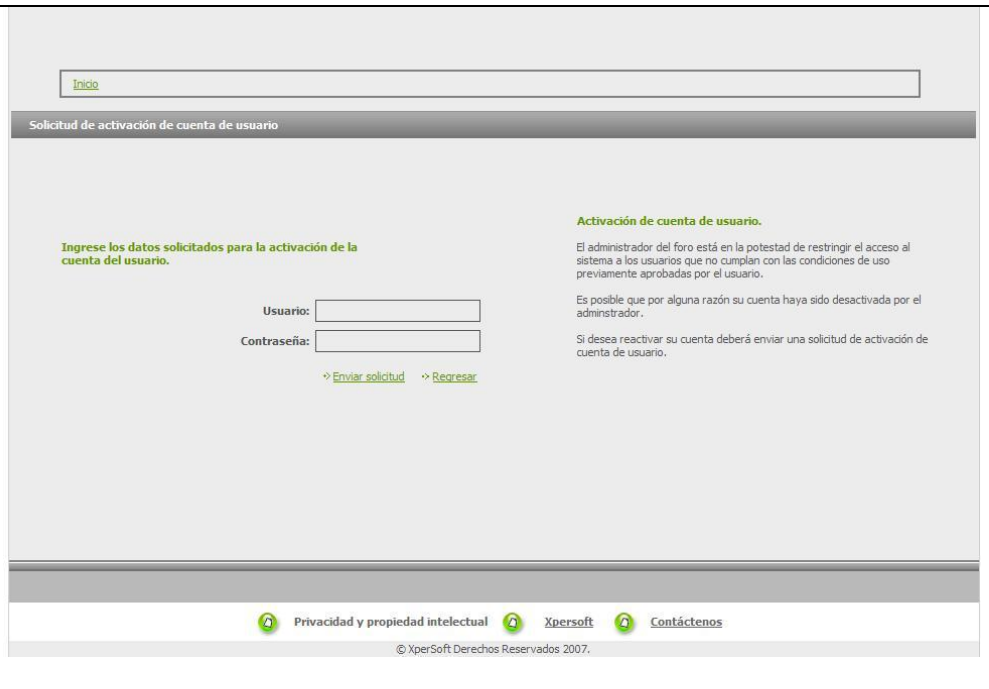 Inicio
Solicitud de activación de cuenta de usuario
Ingrese los datos solicitados para la activación de la
cuenta del usuario.
Usuario:
Contraseña:
Enviar solicitud Regresar
Activación de cuenta de usuario.
El administrador del foro está en la potestad de restringir el acceso al
sistema a los usuarios que no cumplan con las condiciones de uso
previamente aprobadas por el usuario.
Es posible que por alguna razón su cuenta haya sido desactivada por el
adminstrador.
Si desea reactivar su cuenta deberá enviar una solicitud de activación de
cuenta de usuario.
Privacidad y propiedad intelectual Xpersoft Contáctenos
© XperSoft Derechos Reservados 2007.